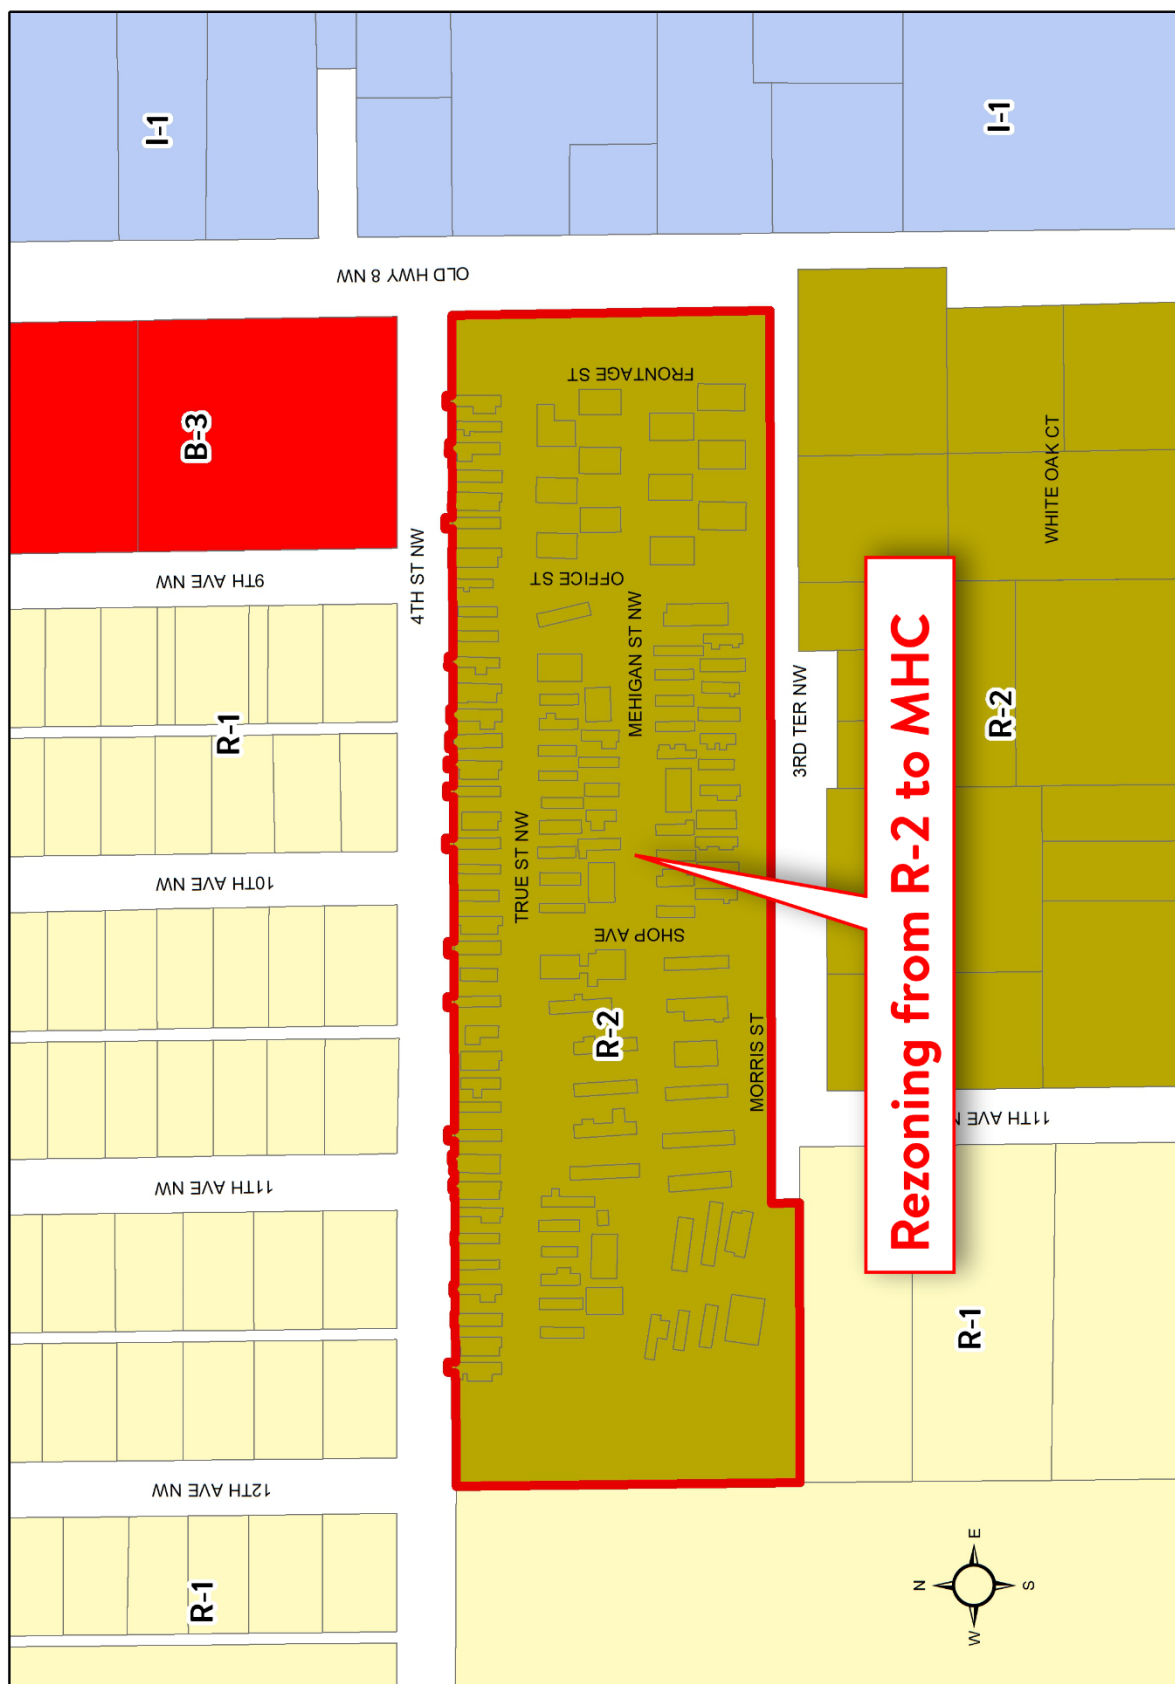 R-1
12TH AVE NW
11TH AVE NW
10TH AVE NW
R-1
9TH AVE NW
B-3
I-1
OLD HWY 8 NW
4TH ST NW
TRUE ST NW
R-2
SHOP AVE
OFFICE ST
MEHIGAN ST NW
FRONTAGE ST
MORRIS ST
3RD TER NW
Rezoning from R-2 to MHC
N
W
E
S
R-1
11TH AVE N
R-2
WHITE OAK CT
I-1